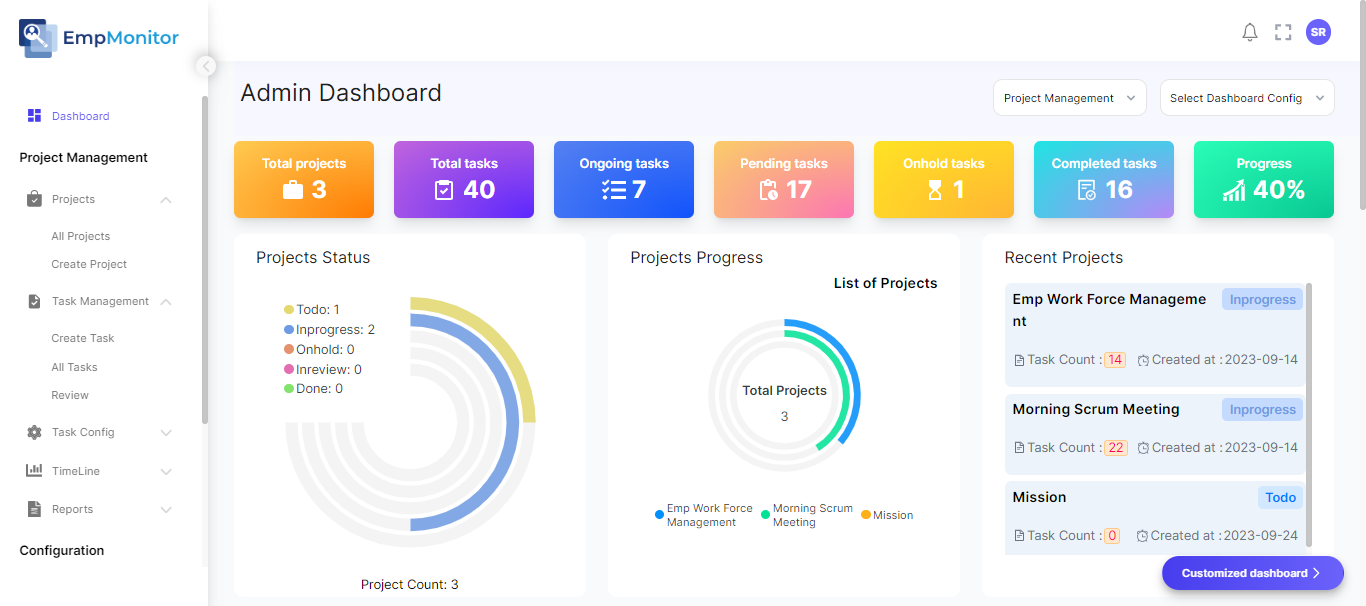 EmpMonitor
SR
Dashboard
Project Management
Projects
All Projects
Create Project
Task Management
Create Task
All Tasks
Review
Task Config
TimeLine
Reports
Configuration
Admin Dashboard
Project Management
Select Dashboard Config
Total projects
3
Total tasks
40
Ongoing tasks
7
Pending tasks
17
Onhold tasks
1
Completed tasks
16
Progress
40%
Projects Status
Todo: 1
Inprogress: 2
Onhold: 0
Inreview: 0
Done: 0
Project Count: 3
Projects Progress
List of Projects
Total Projects
3
Emp Work Force
Management
Morning Scrum
Meeting
Mission
Recent Projects
Emp Work Force Manageme
nt
Inprogress
Task Count : 14 Created at : 2023-09-14
Morning Scrum Meeting
Inprogress
Task Count : 22 Created at : 2023-09-14
Mission
Todo
Task Count : 0 Created at : 2023-09-24
Customized dashboard